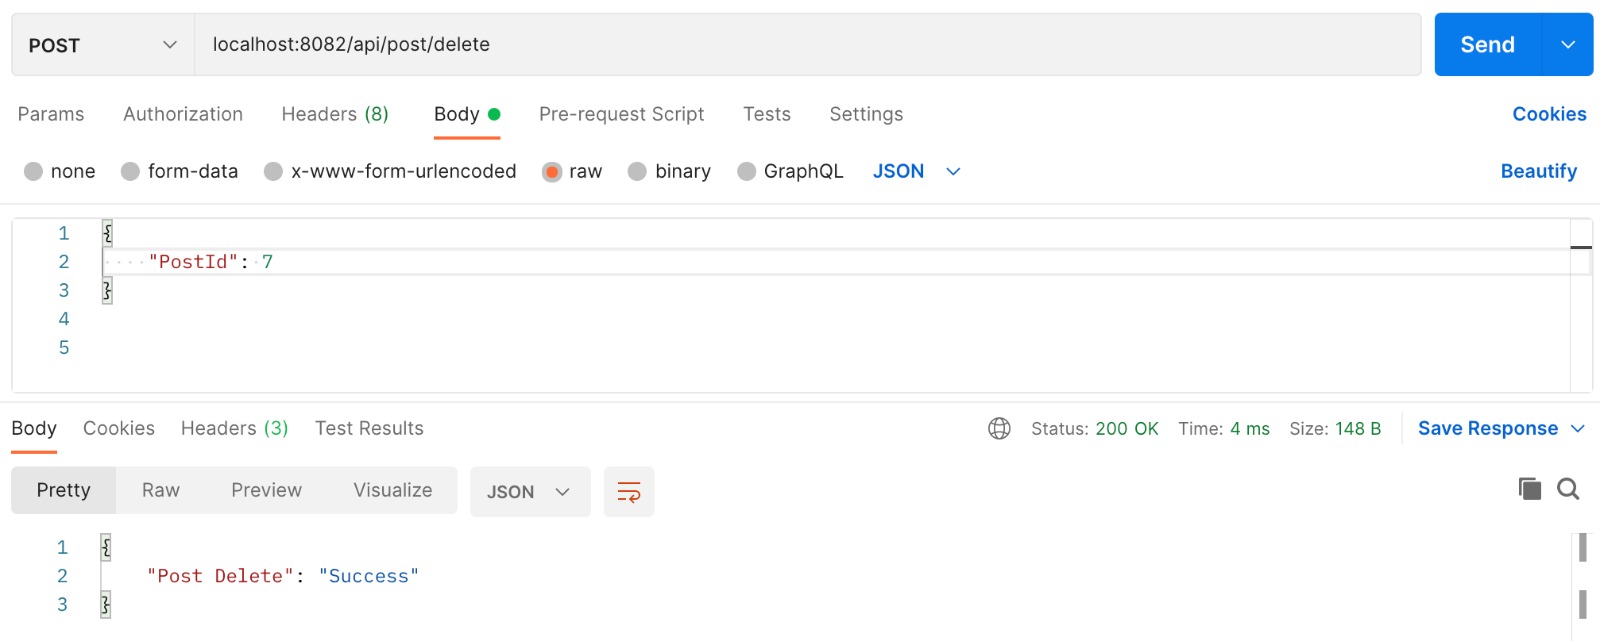 POST localhost:8082/api/post/delete Send
Params Authorization Headers (8) Body Pre-request Script Tests Settings Cookies
none form-data x-www-form-urlencoded raw binary GraphQL JSON Beautify
1 {
2 ····"PostId":·7
3 }
4
5
Body Cookies Headers (3) Test Results Status: 200 OK Time: 4 ms Size: 148 B Save Response
Pretty Raw Preview Visualize JSON
1 {
2 "Post Delete": "Success"
3 }